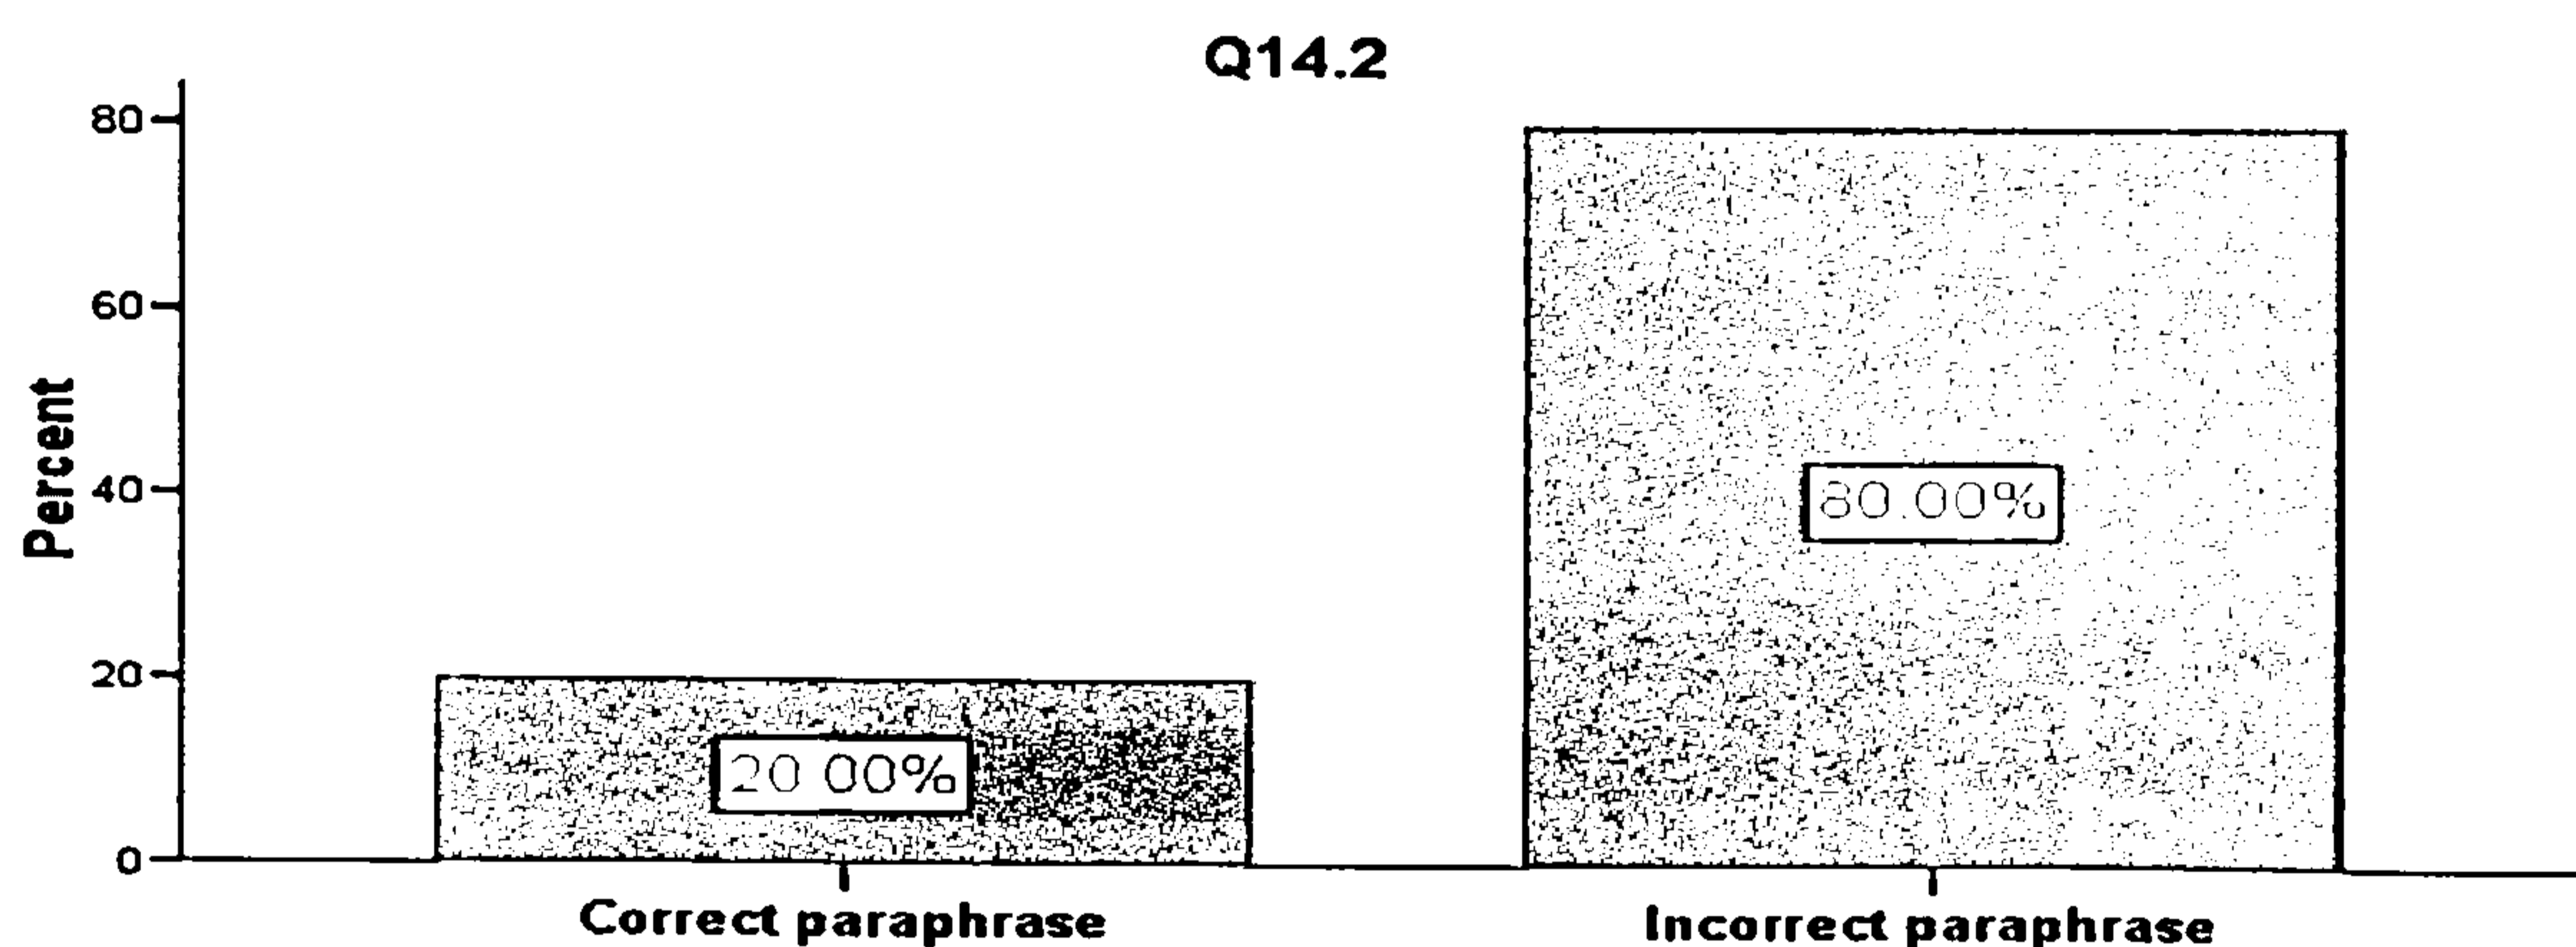 Q14.2
80
60
40
20
0
Percent
20 00%
80.00%
Correct paraphrase
Incorrect paraphrase